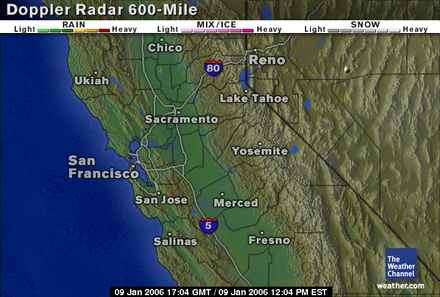 Doppler Radar 600-Mile
RAIN MIX/ICE SNOW
Light Heavy Light Heavy Light Heavy
Chico
Reno
80
Ukiah
Lake Tahoe
Sacramento
Yosemite
San
Francisco
San Jose
Merced
5
Salinas
Fresno
The
Weather
Channel
weather.com
09 Jan 2006 17:04 GMT / 09 Jan 2006 12:04 PM EST